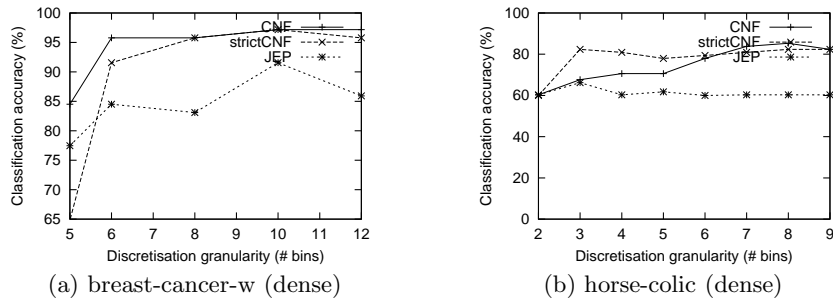 Classification accuracy (%)
100
95
90
85
80
75
70
65
5 6 7 8 9 10 11 12
Discretisation granularity (# bins)
CNF
strictCNF
JEP
(a) breast-cancer-w (dense)
Classification accuracy (%)
100
80
60
40
20
0
2 3 4 5 6 7 8 9
Discretisation granularity (# bins)
CNF
strictCNF
JEP
(b) horse-colic (dense)